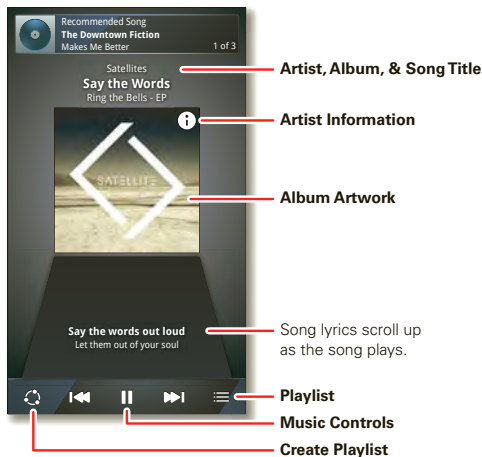 Recommended Song
The Downtown Fiction
Makes Me Better
1 of 3
Satellites
Say the Words
Ring the Bells - EP
SATELLITE
Say the words out loud
Let them out of your soul
Artist, Album, & Song Title
Artist Information
Album Artwork
Song lyrics scroll up
as the song plays.
Playlist
Music Controls
Create Playlist